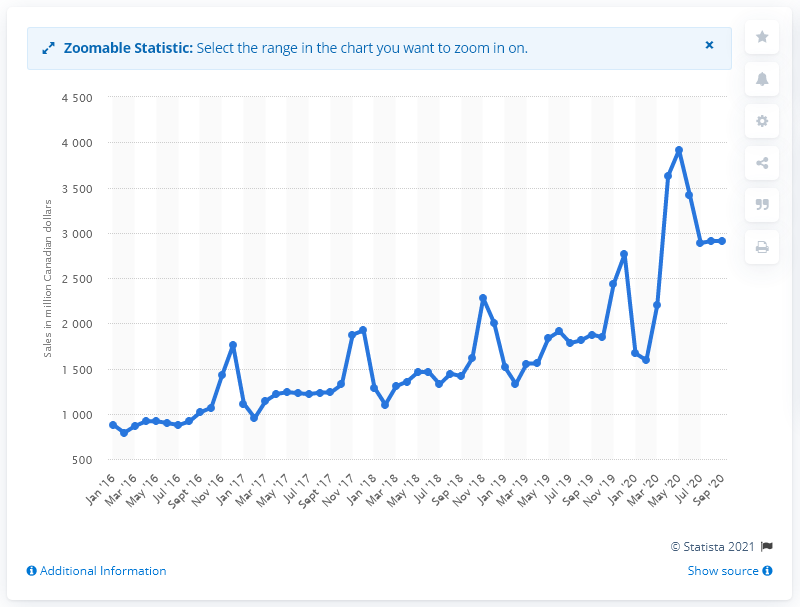 Zoomable Statistic: Select the range in the chart you want to zoom in on.
×
4 500
4 000
3 500
3 000
2 500
2 000
1 500
1 000
500
Sales in million Canadian dollars
Jan '16
Mar '16
May '16
Jul '16
Sept '16
Nov '16
Jan '17
Mar '17
May '17
Jul '17
Sept '17
Nov '17
Jan '18
Mar '18
May '18
Jul '18
Sep '18
Nov '18
Jan '19
Mar '19
May '19
Jul '19
Sep '19
Nov '19
Jan '20
Mar '20
May '20
Jul '20
Sep '20
© Statista 2021
Additional Information
Show source